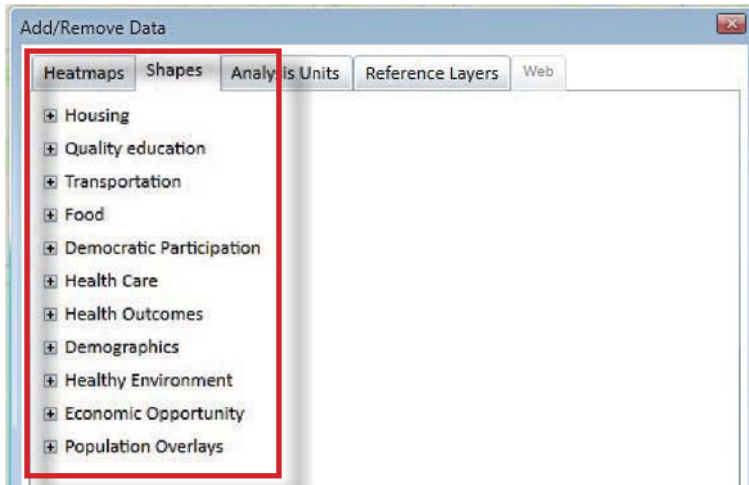 Add/Remove Data
Heatmaps Shapes Analysis Units Reference Layers Web
Housing
Quality education
Transportation
Food
Democratic Participation
Health Care
Health Outcomes
Demographics
Healthy Environment
Economic Opportunity
Population Overlays